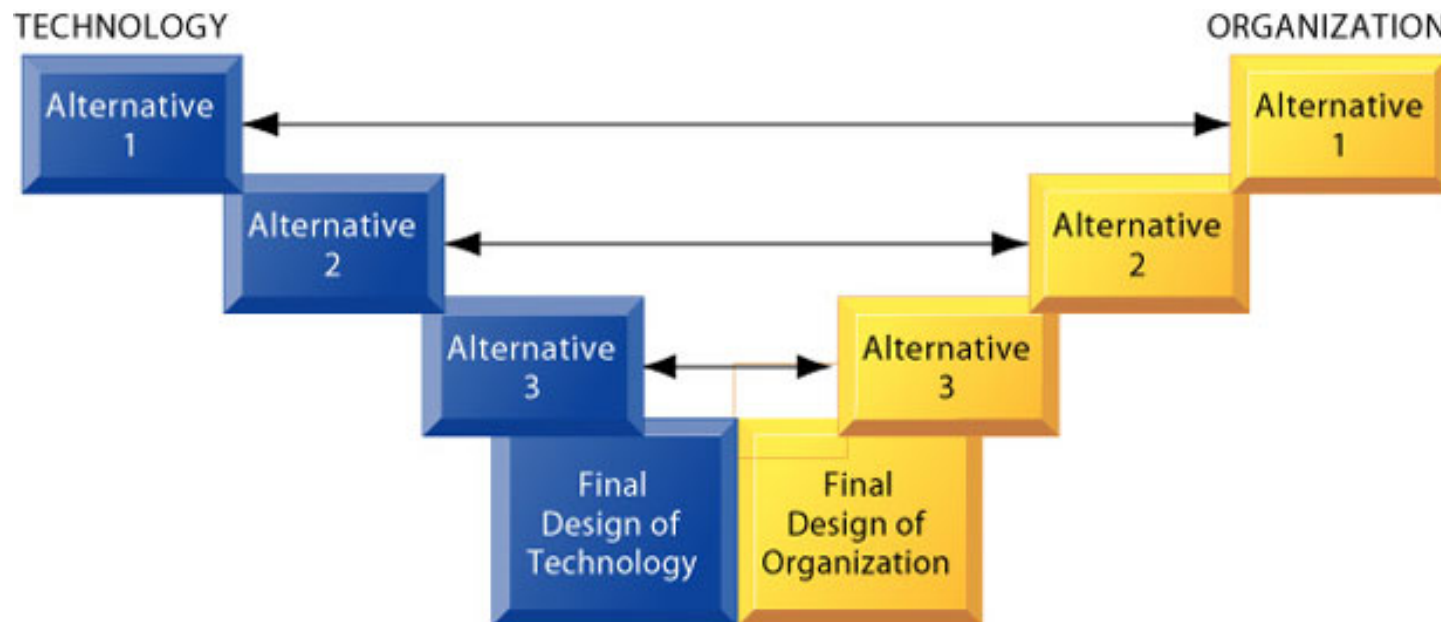 TECHNOLOGY
ORGANIZATION
Alternative
1
Alternative
1
Alternative
2
Alternative
2
Alternative
3
Alternative
3
Final
Design of
Technology
Final
Design of
Organization